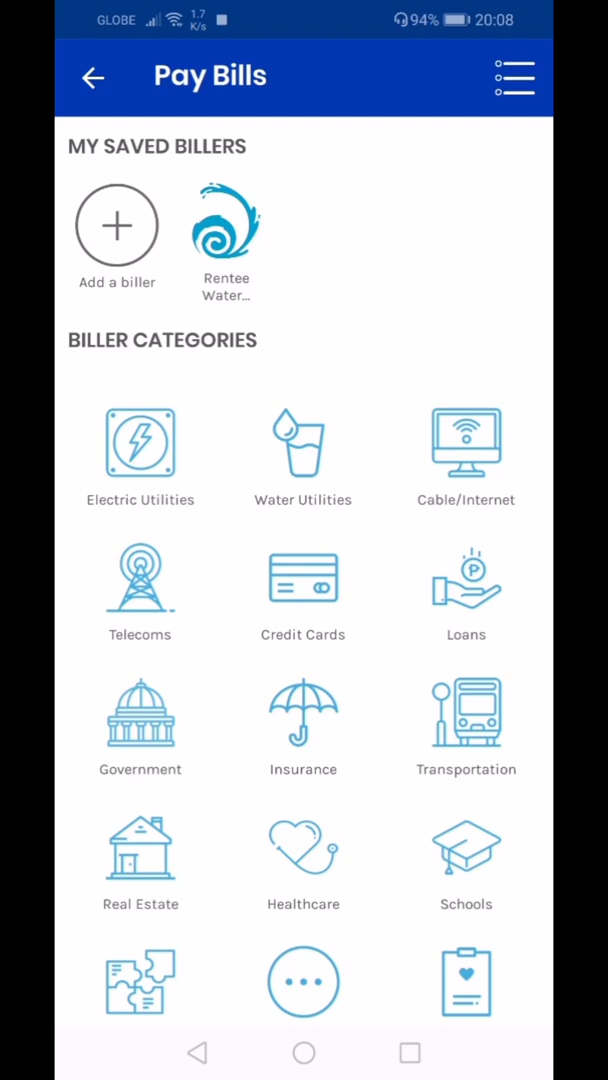 GLOBE 1.7 K/s 94% 20:08
Pay Bills
MY SAVED BILLERS
Add a biller
Rentee
Water...
BILLER CATEGORIES
Electric Utilities
Water Utilities
Cable/Internet
Telecoms
Credit Cards
Loans
Government
Insurance
Transportation
Real Estate
Healthcare
Schools